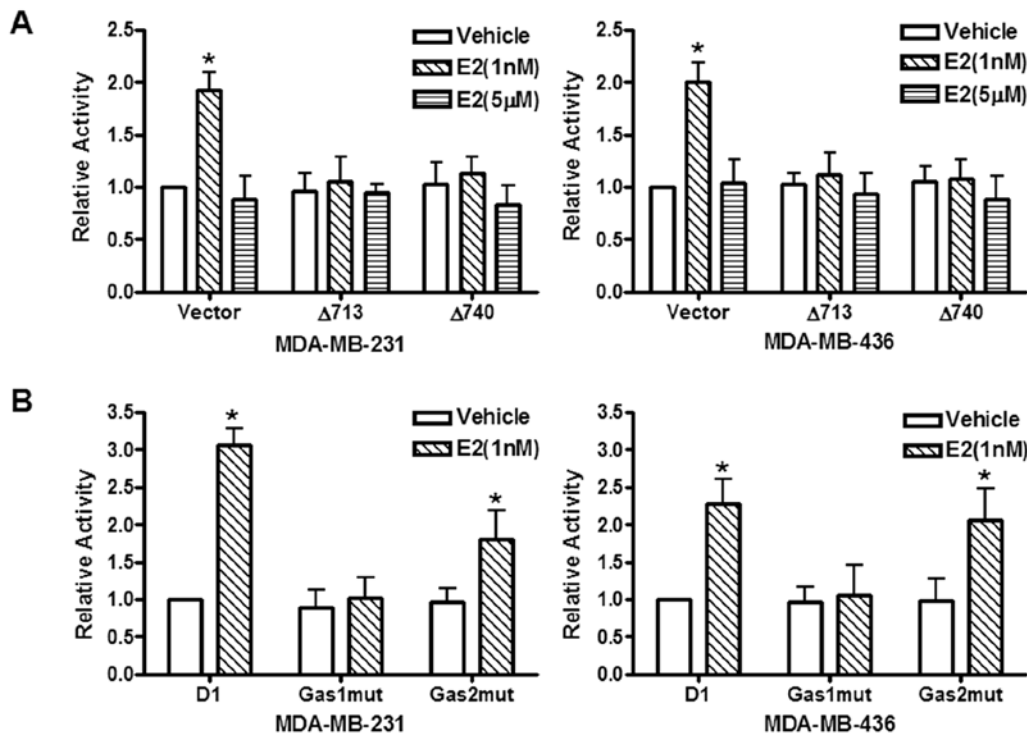 A
Relative Activity
2.5
2.0
1.5
1.0
0.5
0.0
*
Vehicle
E2(1nM)
E2(5μM)
Vector
Δ713
Δ740
MDA-MB-231
Relative Activity
2.5
2.0
1.5
1.0
0.5
0.0
*
Vehicle
E2(1nM)
E2(5μM)
Vector
Δ713
Δ740
MDA-MB-436
B
Relative Activity
3.5
3.0
2.5
2.0
1.5
1.0
0.5
0.0
*
*
Vehicle
E2(1nM)
D1
Gas1mut
Gas2mut
MDA-MB-231
Relative Activity
3.5
3.0
2.5
2.0
1.5
1.0
0.5
0.0
*
*
Vehicle
E2(1nM)
D1
Gas1mut
Gas2mut
MDA-MB-436